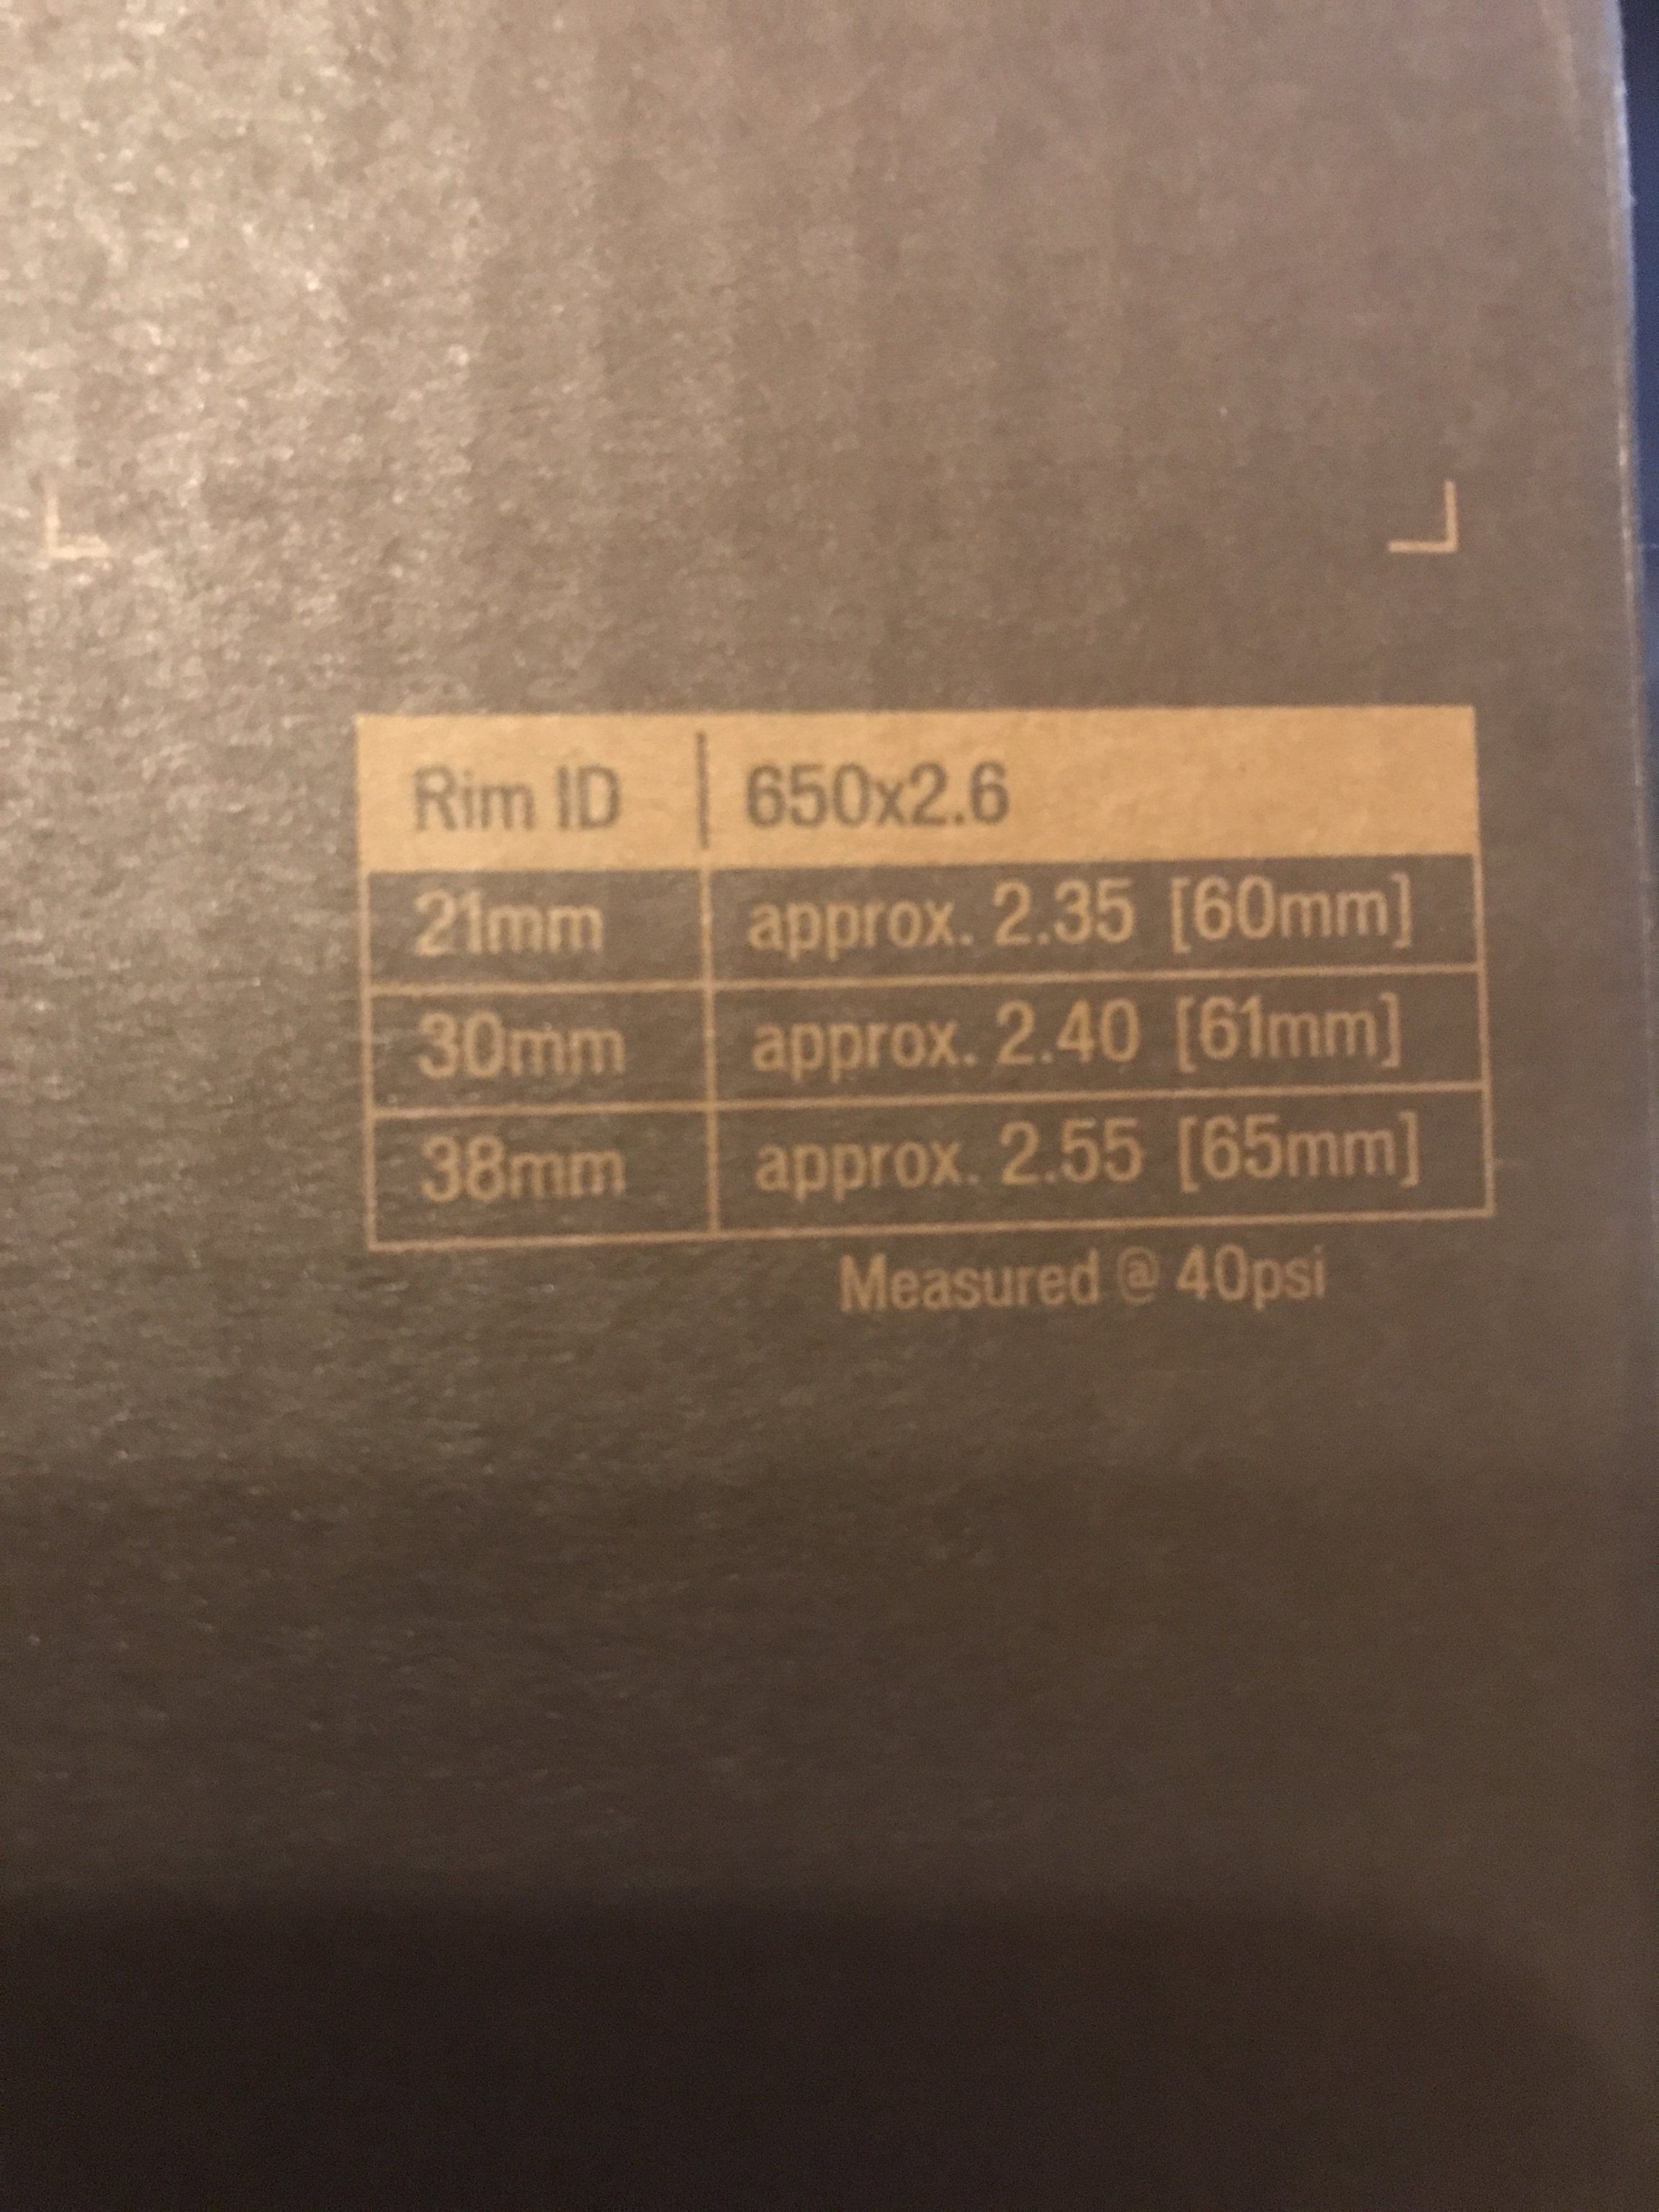 Rim ID | 650x2.6
21mm approx. 2.35 [60mm]
30mm approx. 2.40 [61mm]
38mm approx. 2.55 [65mm]
Measured @ 40psi